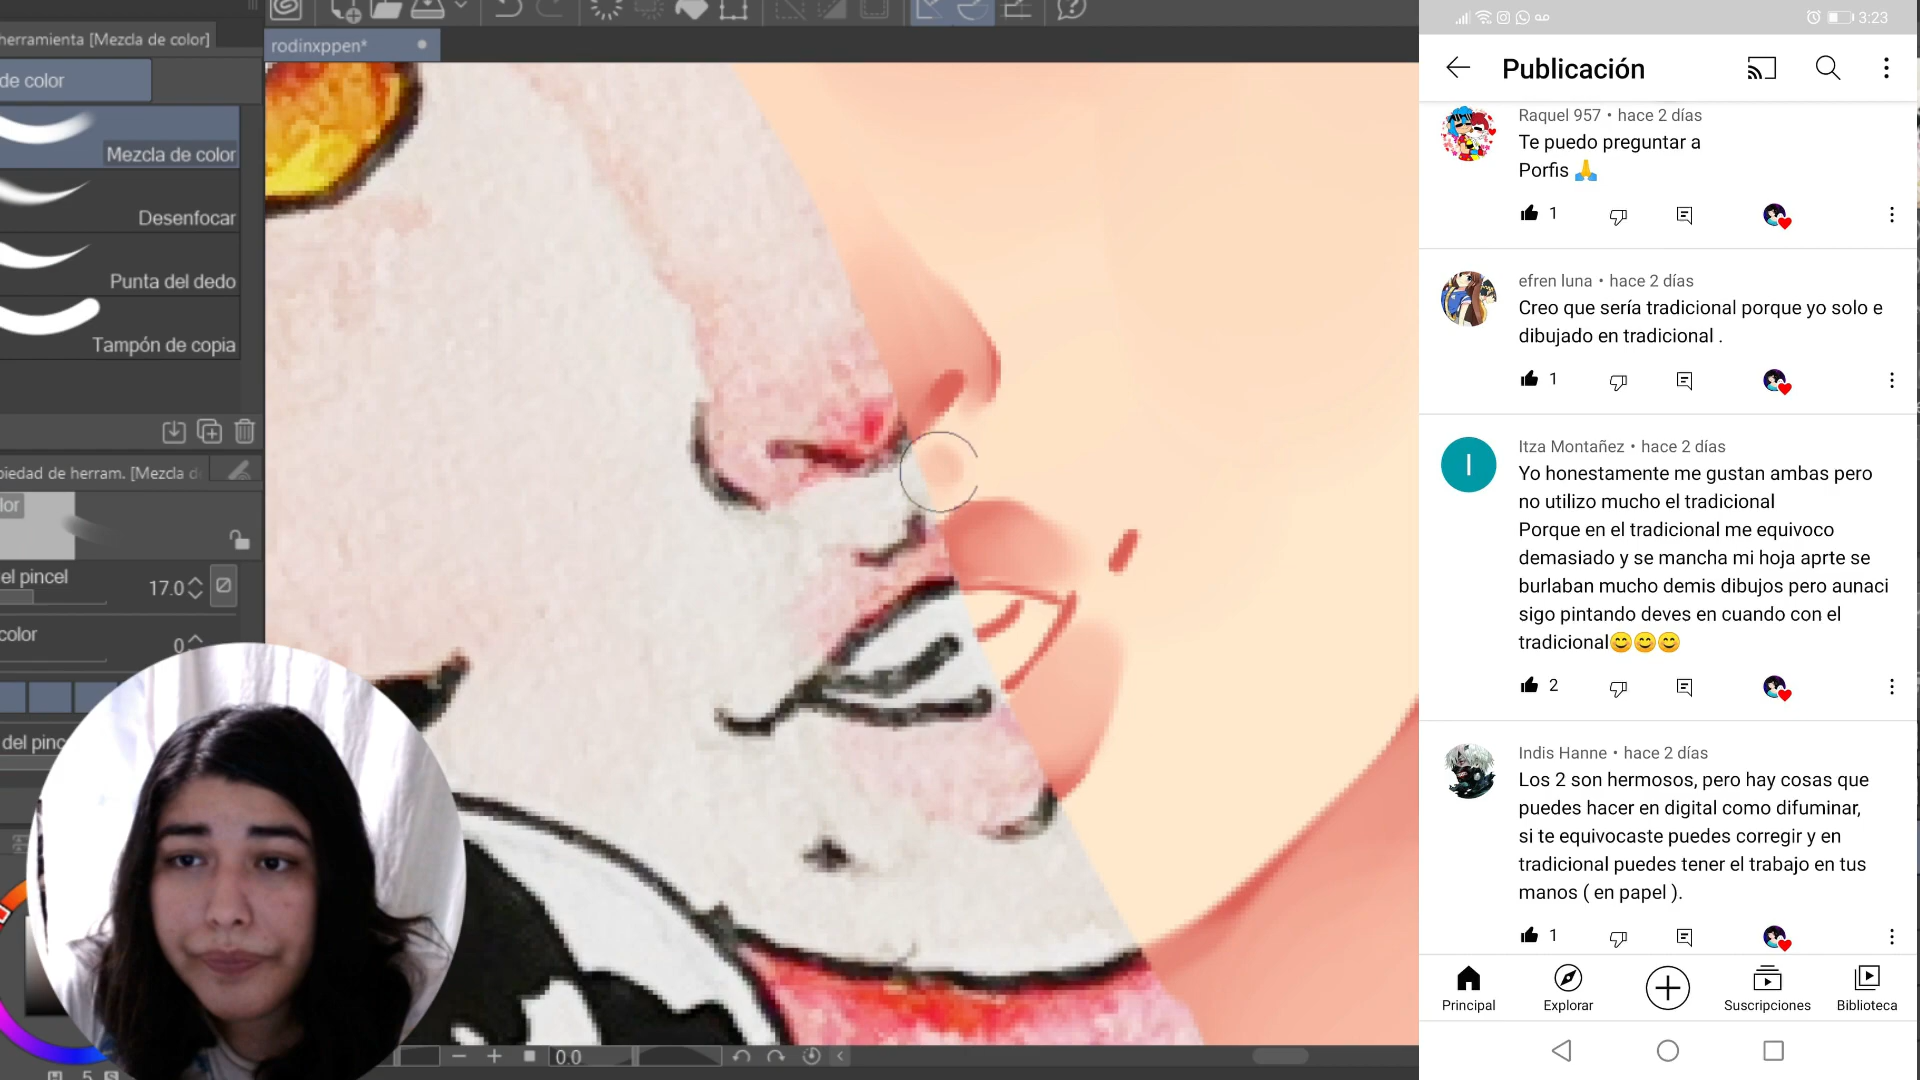 herramienta [Mezcla de color]
de color
Mezcla de color
Desenfocar
Punta del dedo
Tampón de copia
piedad de herram. [Mezcla d
lor
el pincel
17.0
color
0
del pinc
rodinxppen*
0.0
5
3:23
Publicación
Raquel 957 • hace 2 días
Te puedo preguntar a
Porfis 🙏
1
efren luna • hace 2 días
Creo que sería tradicional porque yo solo e
dibujado en tradicional .
1
I
Itza Montañez • hace 2 días
Yo honestamente me gustan ambas pero
no utilizo mucho el tradicional
Porque en el tradicional me equivoco
demasiado y se mancha mi hoja aprte se
burlaban mucho demis dibujos pero aunaci
sigo pintando deves en cuando con el
tradicional😊😊😊
2
Indis Hanne • hace 2 días
Los 2 son hermosos, pero hay cosas que
puedes hacer en digital como difuminar,
si te equivocaste puedes corregir y en
tradicional puedes tener el trabajo en tus
manos ( en papel ).
1
Principal
Explorar
Suscripciones
Biblioteca